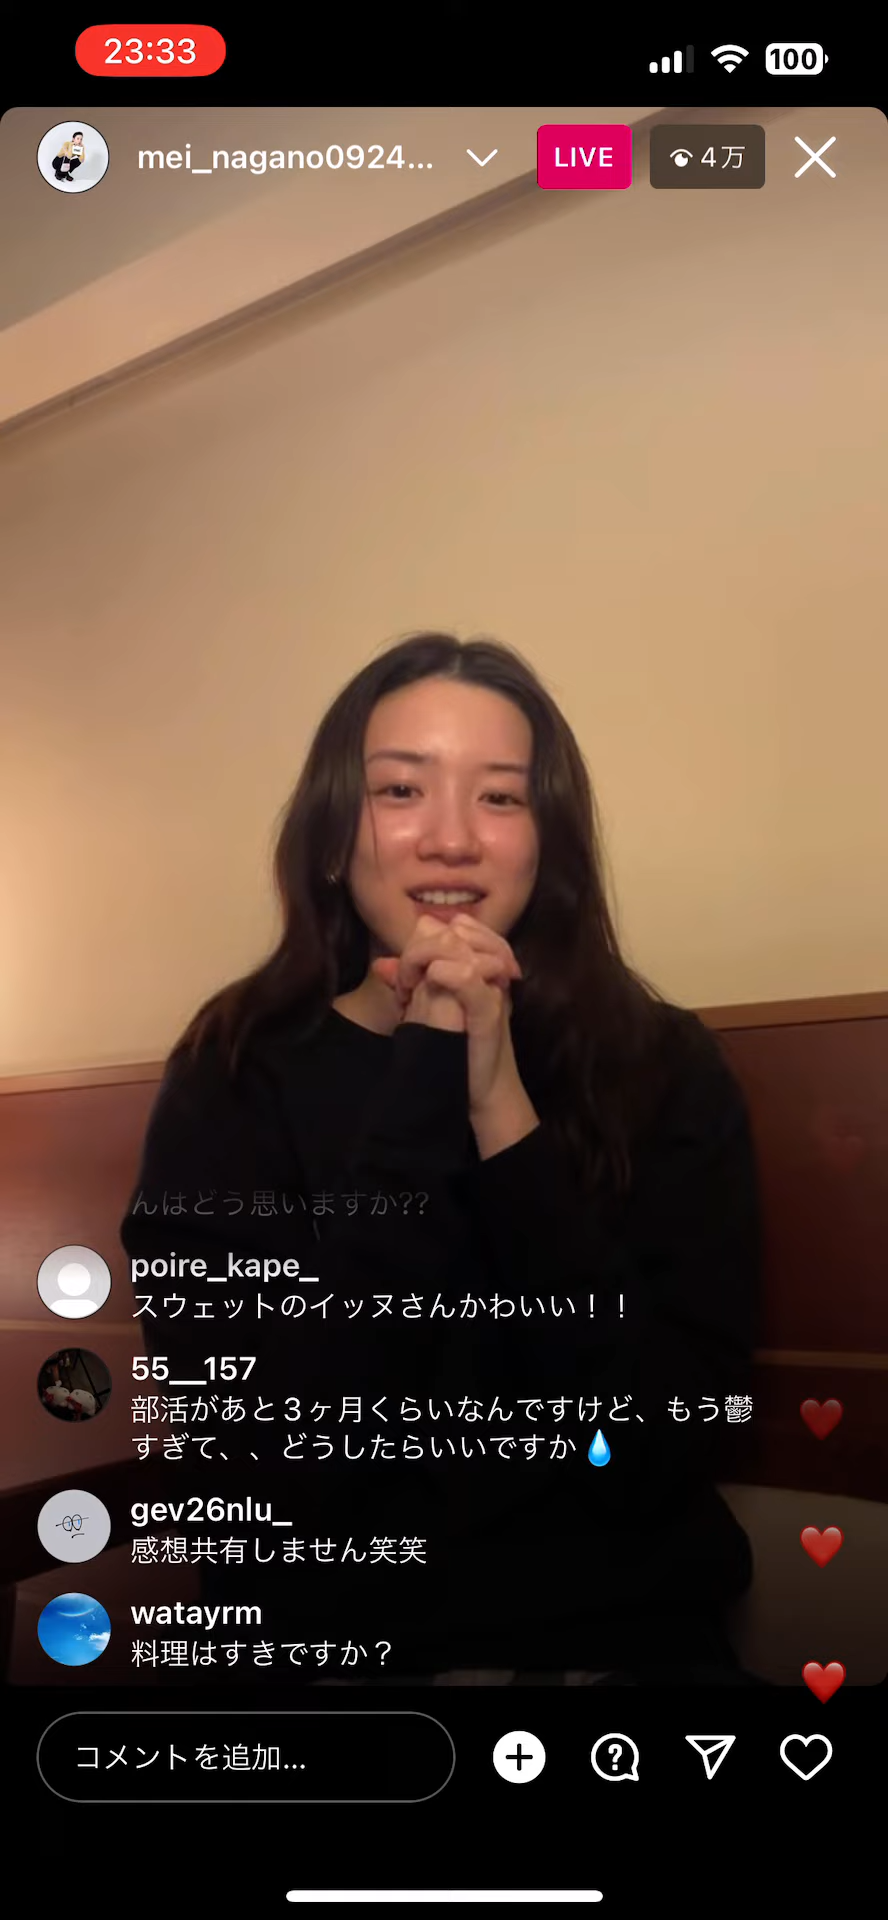 23:33
100
mei_nagano0924...
LIVE
4万
んはどう思いますか??
poire_kape_
スウェットのイッヌさんかわいい！！
55__157
部活があと３ヶ月くらいなんですけど、もう鬱
すぎて、、どうしたらいいですか💧
gev26nlu_
感想共有しません笑笑
watayrm
料理はすきですか？
コメントを追加...